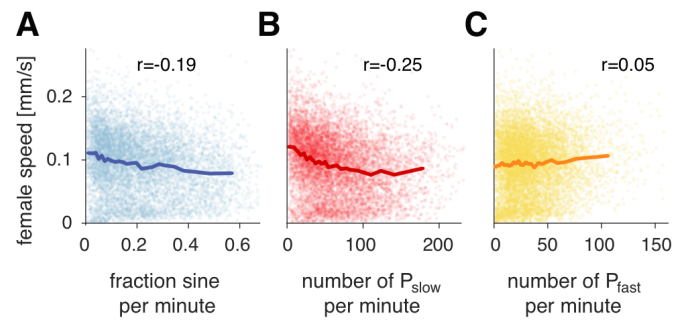 A
B
C
r=-0.19
r=-0.25
r=0.05
female speed [mm/s]
0.2
0.1
0
0 0.2 0.4 0.6
0 100 200
0 50 100 150
fraction sine
per minute
number of Pslow
per minute
number of Pfast
per minute